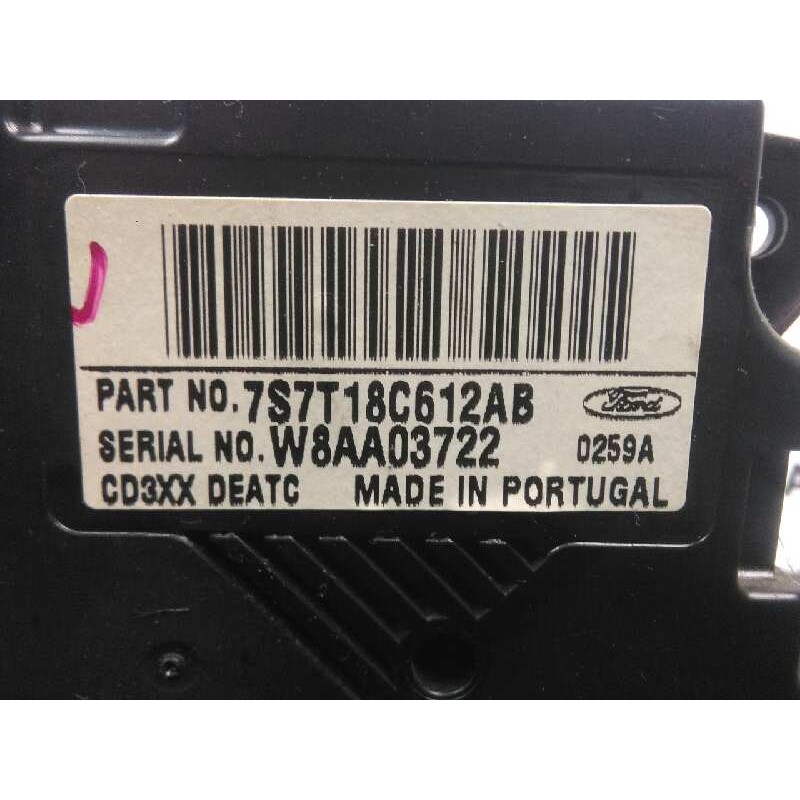 PART NO. 7S7T18C612AB Ford
SERIAL NO. W8AA03722 0259A
CD3XX DEATC MADE IN PORTUGAL